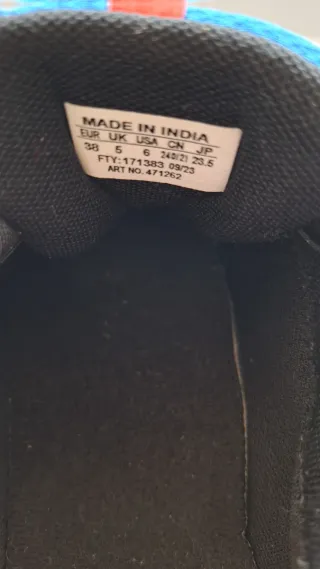 MADE IN INDIA
EUR UK USA CN JP
38 5 6 240/2) 23.5
FTY:171383 09/23
ART NO. 471262